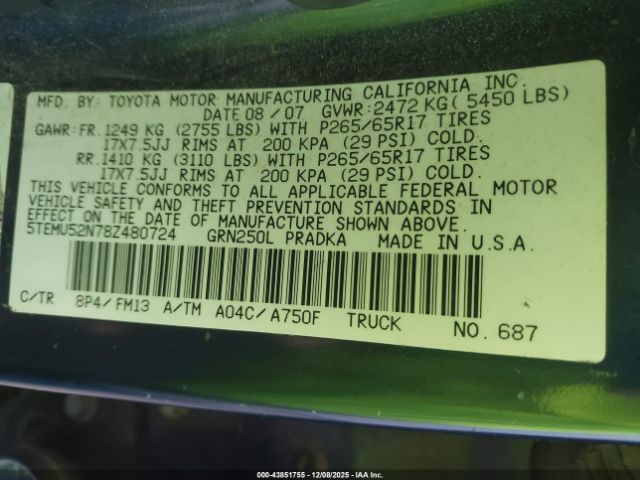 MFD. BY: TOYOTA MOTOR MANUFACTURING CALIFORNIA INC
DATE 08 / 07 GVWR: 2472 KG( 5450 LBS)
GAWR: FR. 1249 KG (2755 LBS) WITH P265/65R17 TIRES
17X7.5JJ RIMS AT 200 KPA (29 PSI) COLD.
RR. 1410 KG (3110 LBS) WITH P265/65R17 TIRES
17X7.5JJ RIMS AT 200 KPA (29 PSI) COLD.
THIS VEHICLE CONFORMS TO ALL APPLICABLE FEDERAL MOTOR
VEHICLE SAFETY AND THEFT PREVENTION STANDARDS IN
EFFECT ON THE DATE OF MANUFACTURE SHOWN ABOVE.
5TEMU52N78Z480724 GRN250L PRADKA MADE IN U.S.A.
C/TR 8P4/ FM13 A/TM A04C/ A750F TRUCK NO. 687
000-43851755 - 12/08/2025 - IAA Inc.